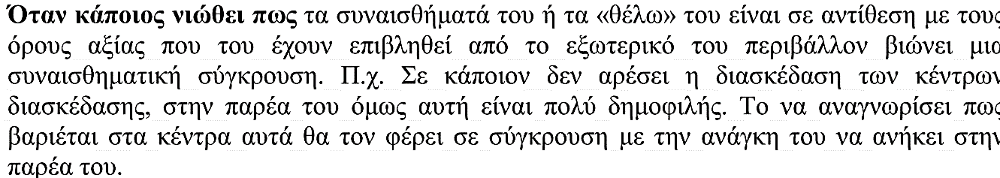 Όταν κάποιος νιώθει πως τα συναισθήματά του ή τα «θέλω» του είναι σε αντίθεση με τους
όρους αξίας που του έχουν επιβληθεί από το εξωτερικό του περιβάλλον βιώνει μια
συναισθηματική σύγκρουση. Π.χ. Σε κάποιον δεν αρέσει η διασκέδαση των κέντρων
διασκέδασης, στην παρέα του όμως αυτή είναι πολύ δημοφιλής. Το να αναγνωρίσει πως
βαριέται στα κέντρα αυτά θα τον φέρει σε σύγκρουση με την ανάγκη του να ανήκει στην
παρέα του.